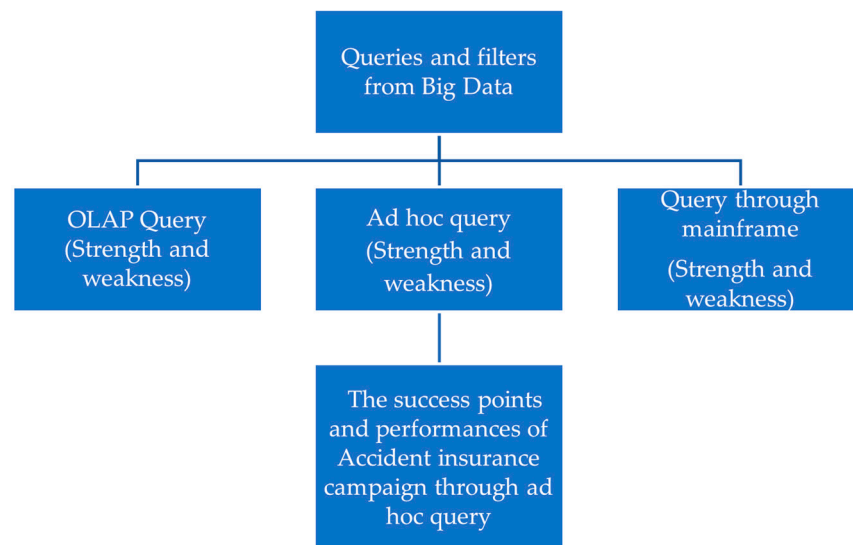 Queries and filters
from Big Data
OLAP Query
(Strength and
weakness)
Ad hoc query
(Strength and
weakness)
Query through
mainframe
(Strength and
weakness)
The success points
and performances of
Accident insurance
campaign through ad
hoc query